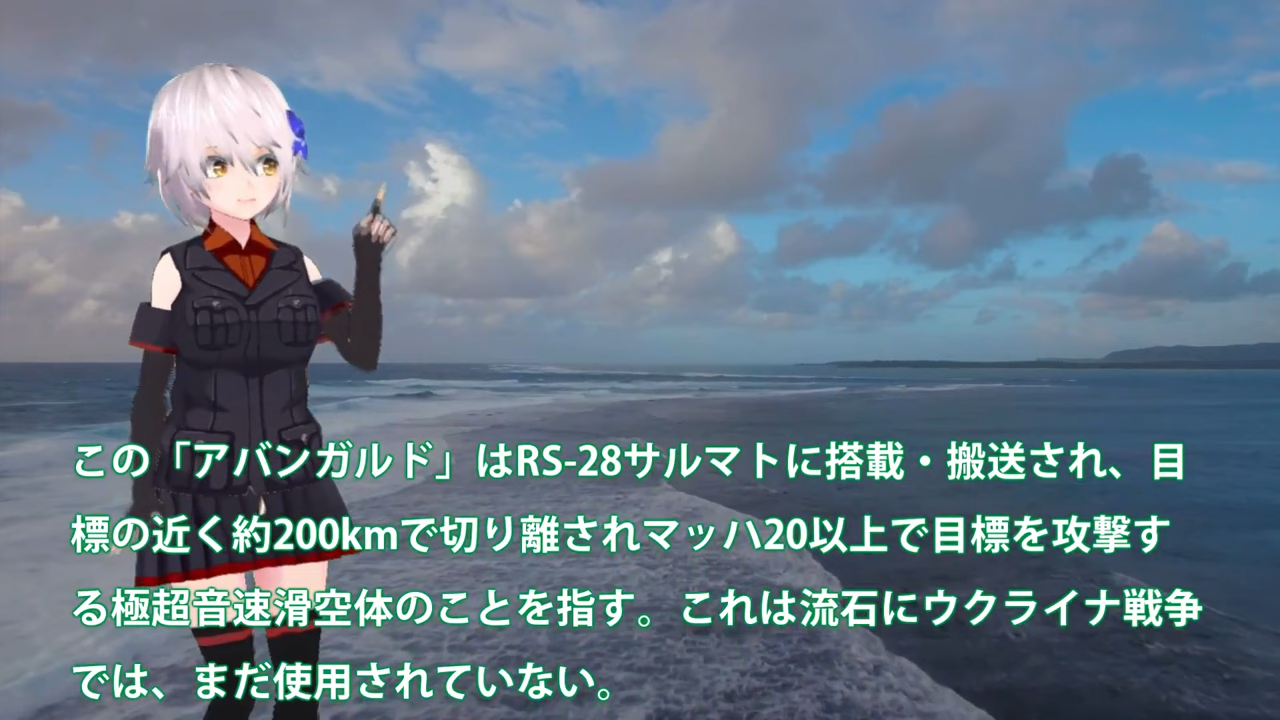 この「アバンガルド」はRS-28サルマトに搭載・搬送され、目
標の近く約200kmで切り離されマッハ20以上で目標を攻撃す
る極超音速滑空体のことを指す。これは流石にウクライナ戦争
では、まだ使用されていない。